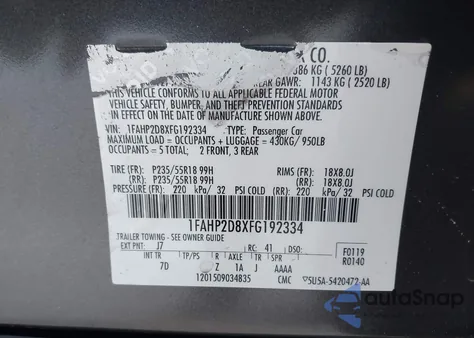 CO.
386 KG ( 5260 LB)
REAR GAWR: 1143 KG ( 2520 LB)
THIS VEHICLE CONFORMS TO ALL APPLICABLE FEDERAL MOTOR
VEHICLE SAFETY, BUMPER, AND THEFT PREVENTION STANDARDS IN
EFFECT ON THE DATE OF MANUFACTURE SHOWN ABOVE.
VIN: 1FAHP2D8XFG192334 TYPE: Passenger Car
MAXIMUM LOAD = OCCUPANTS + LUGGAGE = 430KG/ 950LB
OCCUPANTS = 5 TOTAL; 2 FRONT, 3 REAR
TIRE (FR): P235/55R18 99H RIMS (FR): 18X8.0J
(RR): P235/55R18 99H (RR): 18X8.0J
PRESSURE (FR): 220 kPa/ 32 PSI COLD (RR): 220 kPa/ 32 PSI COLD
1FAHP2D8XFG192334
TRAILER TOWING - SEE OWNER GUIDE
EXT PNT: J7 RC: 41 DSO: F0119
INT TR TP/PS R AXLE TR SPR R0140
7D Z 1A J AAAA
1201509034835 CMC 5U5A-5420472-AA
autoSnap